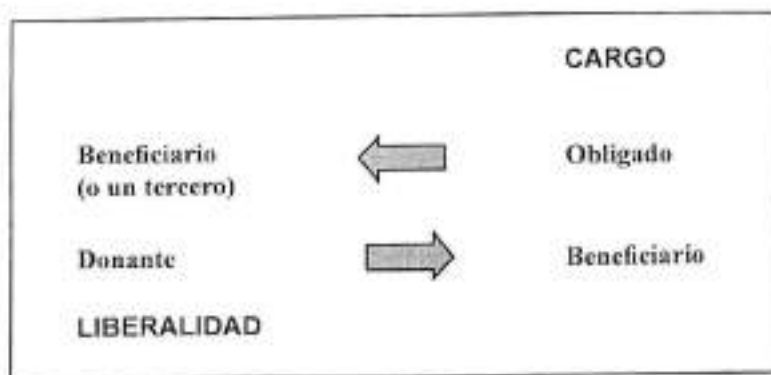 CARGO
Beneficiario
(o un tercero)
Obligado
Donante
Beneficiario
LIBERALIDAD